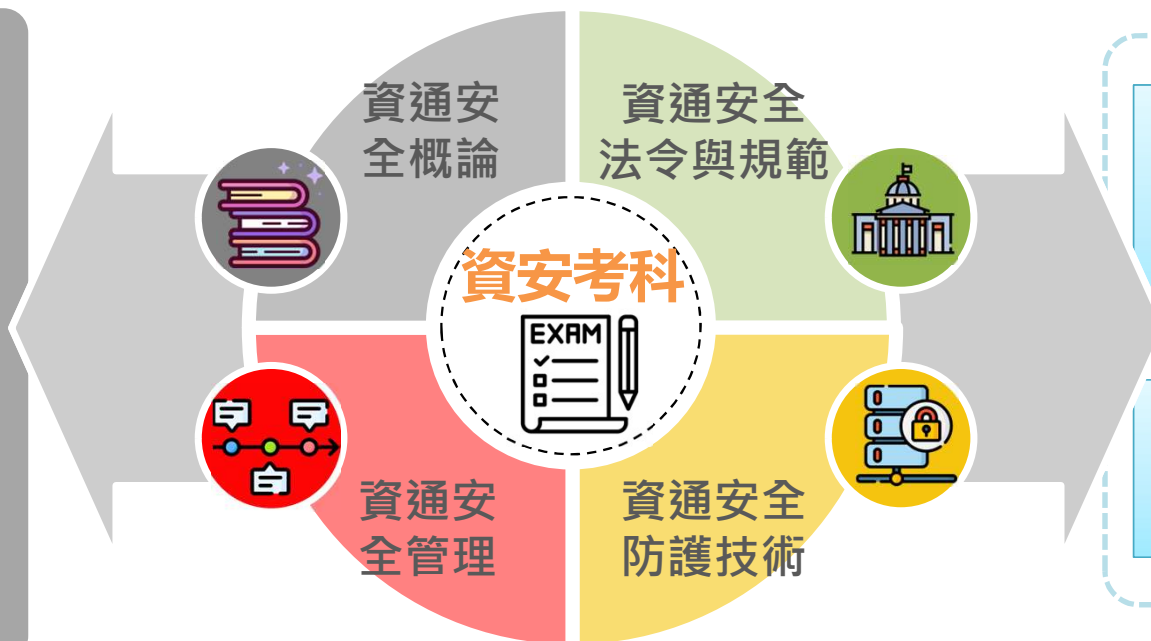 資通安
全概論
資通安全
法令與規範
資安考科
EXAM
資通安
全管理
資通安全
防護技術